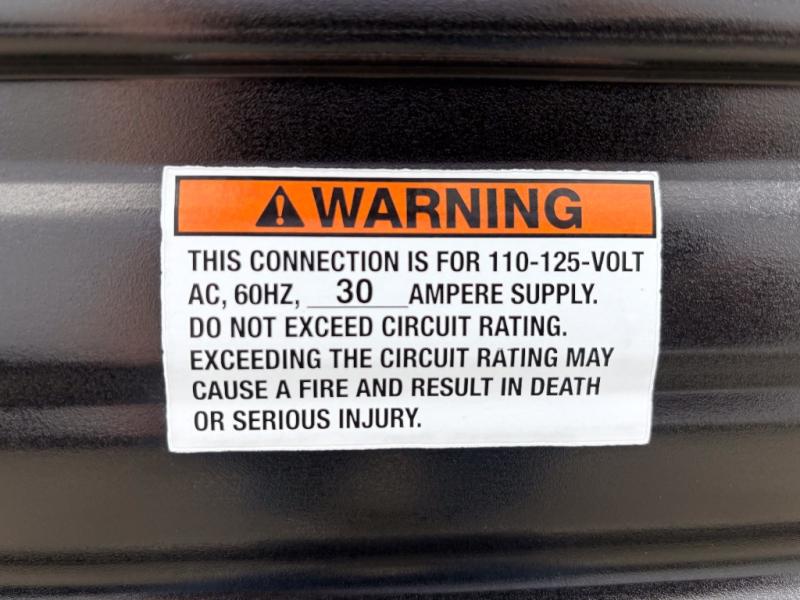 WARNING
THIS CONNECTION IS FOR 110-125-VOLT
AC, 60HZ, 30 AMPERE SUPPLY.
DO NOT EXCEED CIRCUIT RATING.
EXCEEDING THE CIRCUIT RATING MAY
CAUSE A FIRE AND RESULT IN DEATH
OR SERIOUS INJURY.